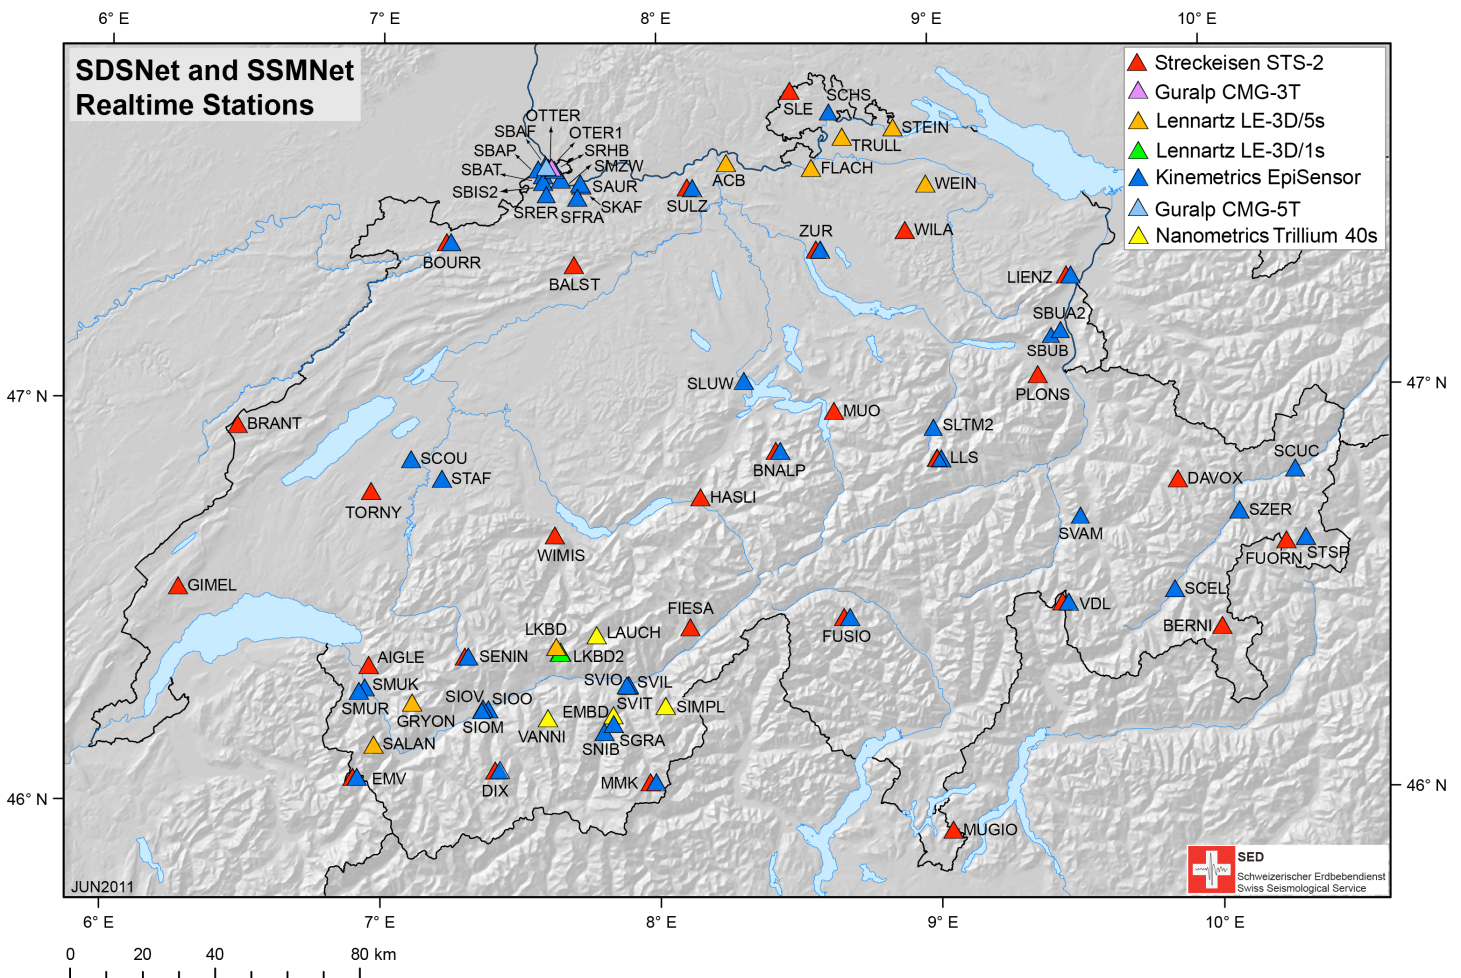 6° E
7° E
8° E
9° E
10° E
SDSNet and SSMNet
Realtime Stations
Streckeisen STS-2
Guralp CMG-3T
Lennartz LE-3D/5s
Lennartz LE-3D/1s
Kinemetrics EpiSensor
Guralp CMG-5T
Nanometrics Trillium 40s
SLE
SCHS
STEIN
TRULL
OTTER
SBAF
OTER1
SBAP
SRHB
SBAT
SMZW
SBIS2
SAUR
SKAF
SRER
SFRA
ACB
FLACH
WEIN
SULZ
BOURR
BALST
ZUR
WILA
LIENZ
SBUA2
SBUB
PLONS
47° N
47° N
SLUW
MUO
BRANT
SLTM2
LLS
BNALP
SCOU
STAF
SCUC
DAVOX
TORNY
HASLI
SZER
SVAM
WIMIS
FUORN
STSP
GIMEL
SCEL
VDL
BERNI
FIESA
FUSIO
LKBD
LAUCH
LKBD2
AIGLE
SENIN
SMUK
SMUR
SVIO
SVIL
SVIT
SIOV
SIOO
SIOM
GRYON
EMBD
SIMPL
VANNI
SNIB
SGRA
SALAN
EMV
DIX
MMK
46° N
46° N
MUGIO
SED
Schweizerischer Erdbebendienst
Swiss Seismological Service
JUN2011
6° E
7° E
8° E
9° E
10° E
0
20
40
80 km